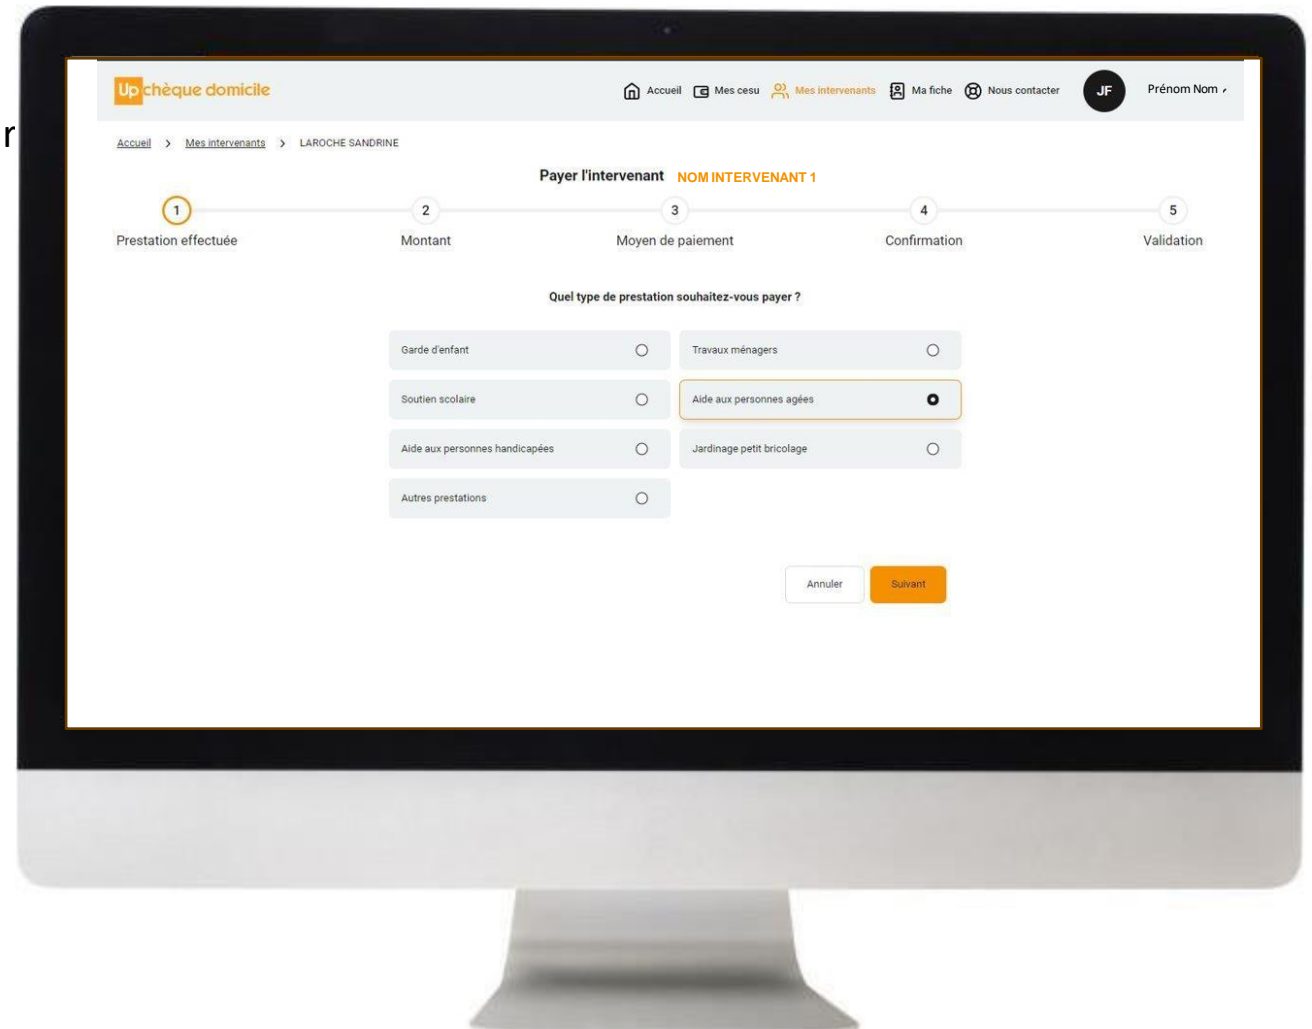 Up chèque domicile
Accueil Mes cesu Mes intervenants Ma fiche Nous contacter JF Prénom Nom
r
Accueil > Mes intervenants > LAROCHE SANDRINE
Payer l'intervenant NOM INTERVENANT 1
1 2 3 4 5
Prestation effectuée Montant Moyen de paiement Confirmation Validation
Quel type de prestation souhaitez-vous payer ?
Garde d'enfant Travaux ménagers
Soutien scolaire Aide aux personnes agées
Aide aux personnes handicapées Jardinage petit bricolage
Autres prestations
Annuler Suivant